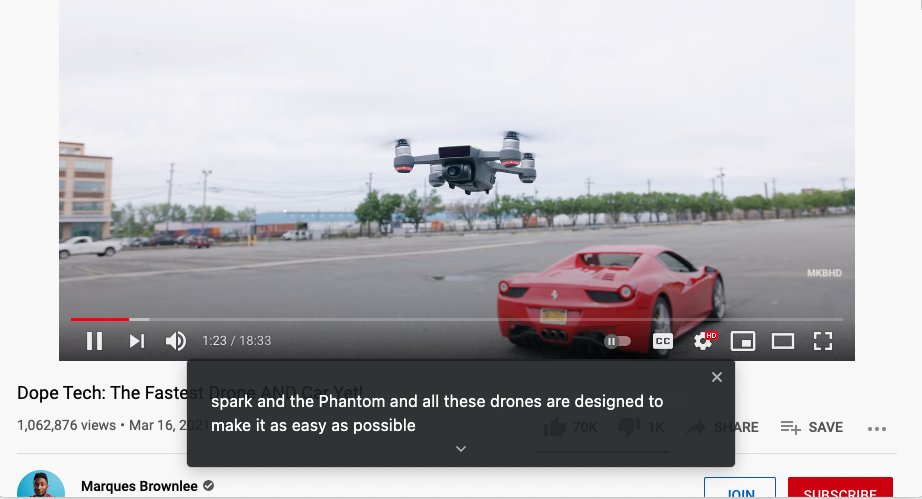 MKBHD
1:23 / 18:33
CC
HD
Dope Tech: The Fastest Drone AND Car Yet!
spark and the Phantom and all these drones are designed to
make it as easy as possible
1,062,876 views • Mar 16, 2021
70K
1K
SHARE
SAVE
Marques Brownlee
JOIN
SUBSCRIBE